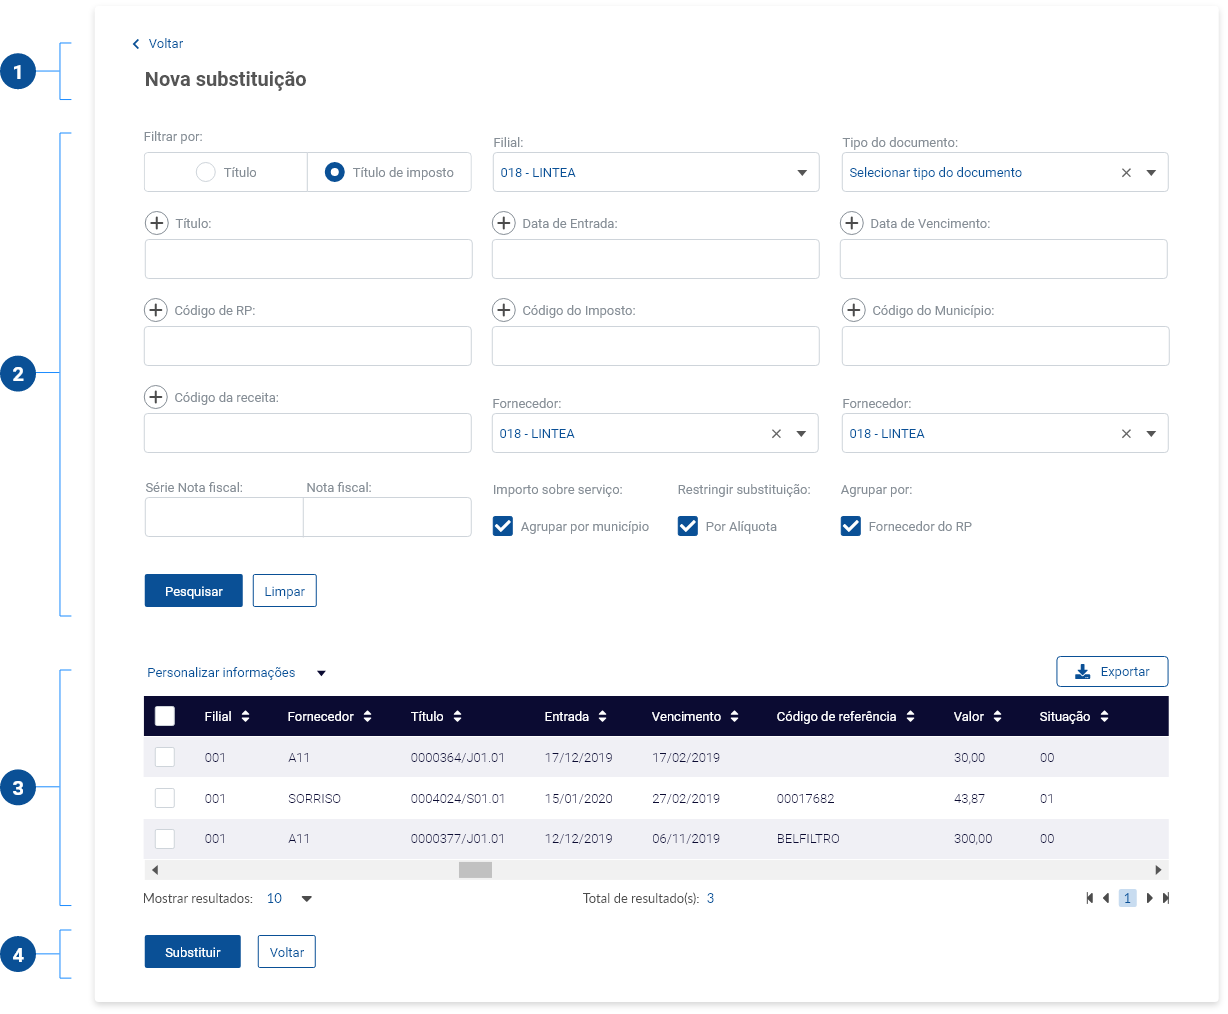 1
Voltar
Nova substituição
2
Filtrar por:
Título
Título de imposto
Filial:
018 - LINTEA
Tipo do documento:
Selecionar tipo do documento
Título:
Data de Entrada:
Data de Vencimento:
Código de RP:
Código do Imposto:
Código do Município:
Código da receita:
Fornecedor:
018 - LINTEA
Fornecedor:
018 - LINTEA
Série Nota fiscal:
Nota fiscal:
Importo sobre serviço:
Restringir substituição:
Agrupar por:
Agrupar por município
Por Alíquota
Fornecedor do RP
Pesquisar
Limpar
3
Personalizar informações
Exportar
Filial Fornecedor Título Entrada Vencimento Código de referência Valor Situação
001 A11 0000364/J01.01 17/12/2019 17/02/2019 30,00 00
001 SORRISO 0004024/S01.01 15/01/2020 27/02/2019 00017682 43,87 01
001 A11 0000377/J01.01 12/12/2019 06/11/2019 BELFILTRO 300,00 00
Mostrar resultados: 10
Total de resultado(s): 3
1
4
Substituir
Voltar